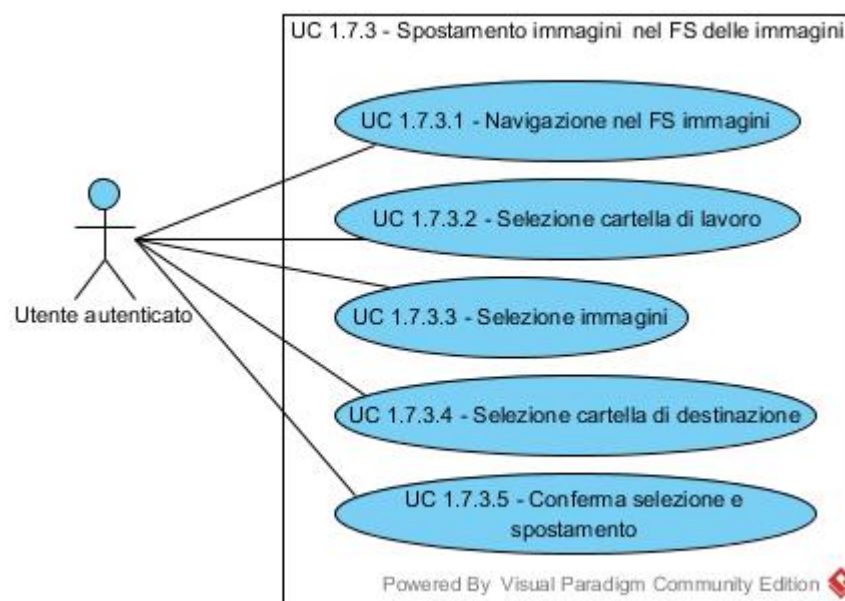 UC 1.7.3 - Spostamento immagini nel FS delle immagini
UC 1.7.3.1 - Navigazione nel FS immagini
UC 1.7.3.2 - Selezione cartella di lavoro
UC 1.7.3.3 - Selezione immagini
Utente autenticato
UC 1.7.3.4 - Selezione cartella di destinazione
UC 1.7.3.5 - Conferma selezione e
spostamento
Powered By Visual Paradigm Community Edition